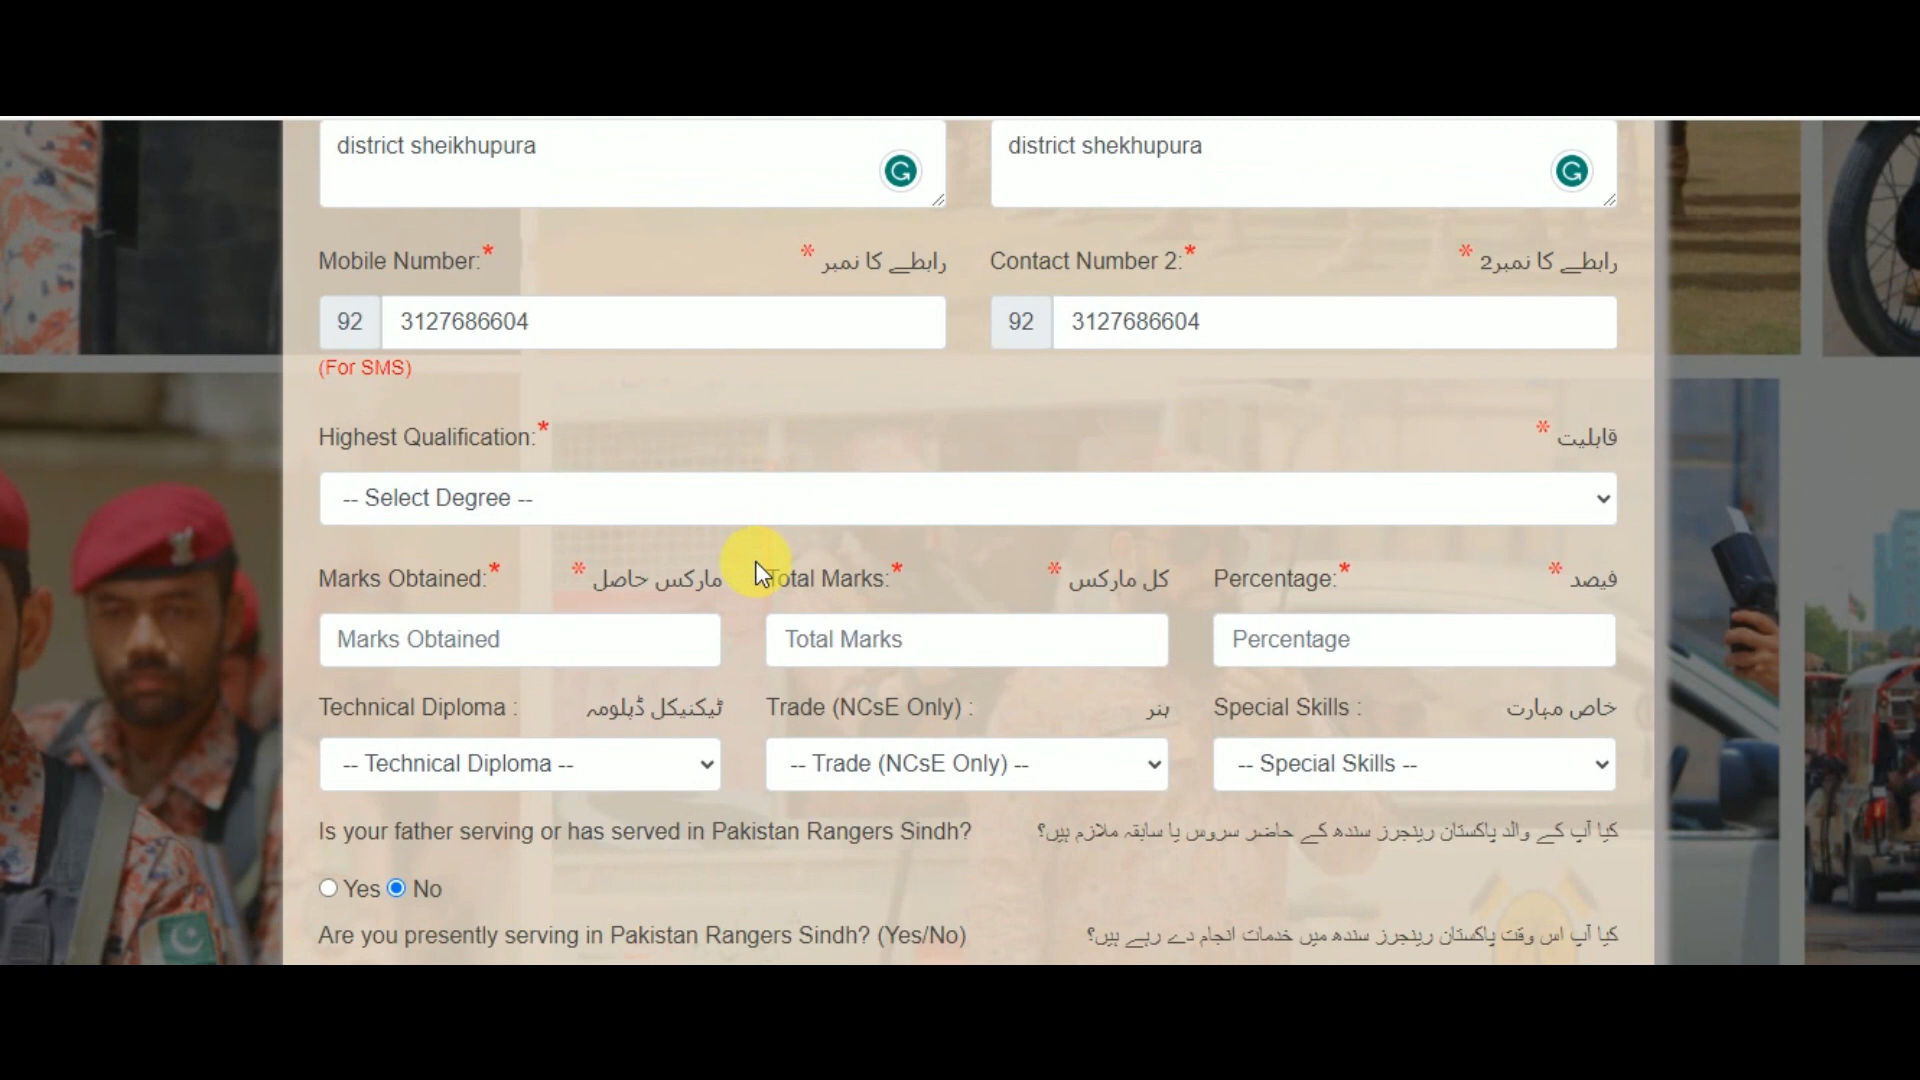 district sheikhupura
district shekhupura
Mobile Number:* * رابطے کا نمبر
Contact Number 2:* * رابطے کا نمبر2
92 3127686604
92 3127686604
(For SMS)
Highest Qualification:* * قابلیت
-- Select Degree --
Marks Obtained:* * مارکس حاصل
Total Marks:* * کل مارکس
Percentage:* * فیصد
Marks Obtained
Total Marks
Percentage
Technical Diploma : ٹیکنیکل ڈپلومہ
Trade (NCsE Only) : ہنر
Special Skills : خاص مہارت
-- Technical Diploma --
-- Trade (NCsE Only) --
-- Special Skills --
Is your father serving or has served in Pakistan Rangers Sindh? کیا آپ کے والد پاکستان رینجرز سندھ کے حاضر سروس یا سابقہ ملازم ہیں؟
Yes No
Are you presently serving in Pakistan Rangers Sindh? (Yes/No) کیا آپ اس وقت پاکستان رینجرز سندھ میں خدمات انجام دے رہے ہیں؟